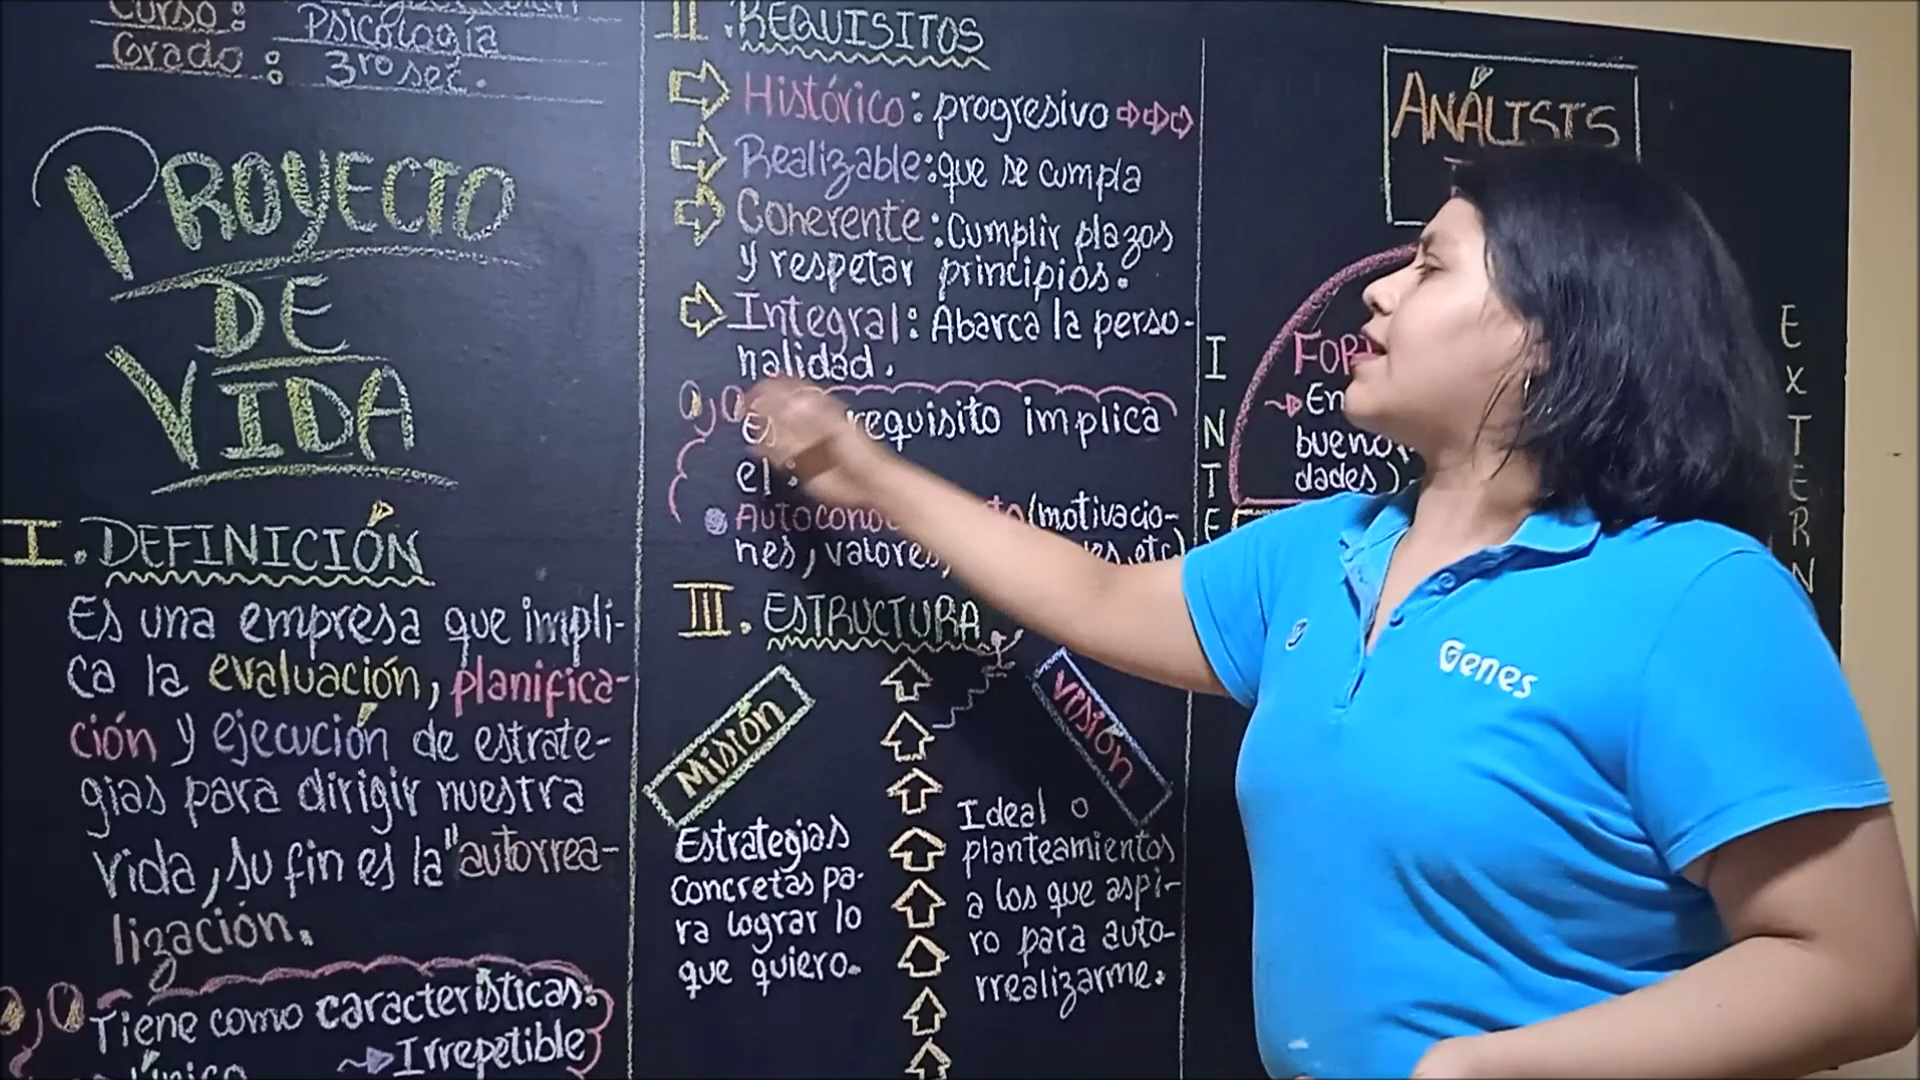 Curso:
Psicología
Grado: 3ro sec.
PROYECTO
DE
VIDA
I. DEFINICIÓN
Es una empresa que impli-
ca la evaluación, planifica-
ción y ejecución de estrate-
gias para dirigir nuestra
vida, su fin es la "autorrea-
lización.
Tiene como características:
Irrepetible
II. REQUISITOS
Histórico: progresivo
Realizable: que se cumpla
Coherente: Cumplir plazos
y respetar principios.
Integral: Abarca la perso-
nalidad.
requisito implica
el:
(motivacio-
nes, valores, etc)
III. ESTRUCTURA
Misión
Estrategias
concretas pa-
ra lograr lo
que quiero.
Visión
Ideal o
planteamientos
a los que aspi-
ro para auto-
rrealizarme.
ANÁLISIS
I
N
T
E
FOR
En
bueno
dades)
E
X
T
E
R
N
Genes